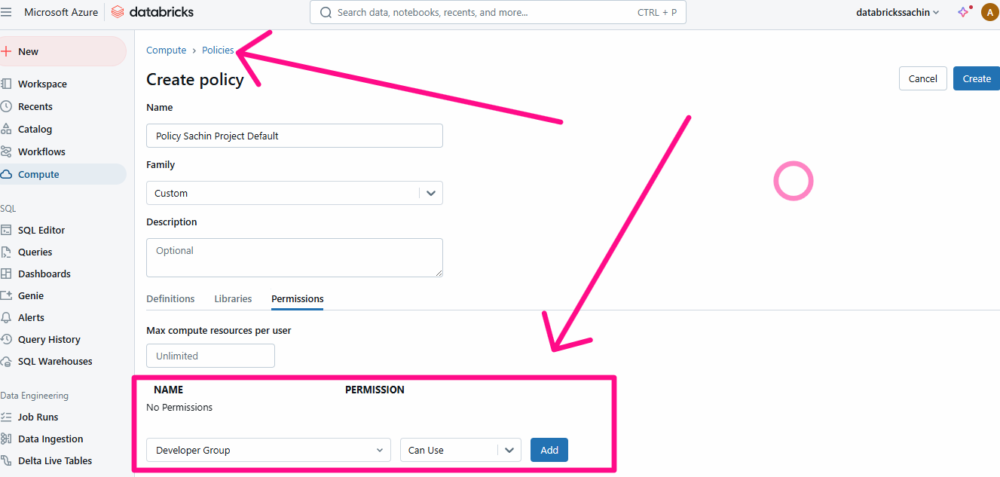 Microsoft Azure databricks Search data, notebooks, recents, and more... CTRL + P databrickssachin A
New
Workspace
Recents
Catalog
Workflows
Compute
SQL
SQL Editor
Queries
Dashboards
Genie
Alerts
Query History
SQL Warehouses
Data Engineering
Job Runs
Data Ingestion
Delta Live Tables
Compute › Policies
Create policy
Cancel Create
Name
Policy Sachin Project Default
Family
Custom
Description
Optional
Definitions Libraries Permissions
Max compute resources per user
Unlimited
NAME PERMISSION
No Permissions
Developer Group Can Use Add